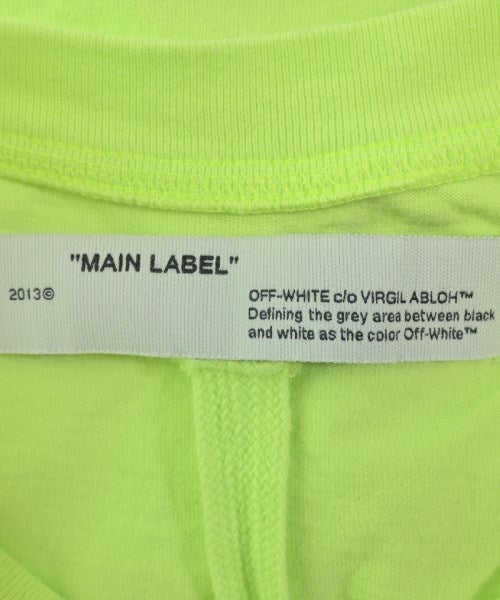 "MAIN LABEL"
2013©
OFF-WHITE c/o VIRGIL ABLOH™
Defining the grey area between black
and white as the color Off-White™